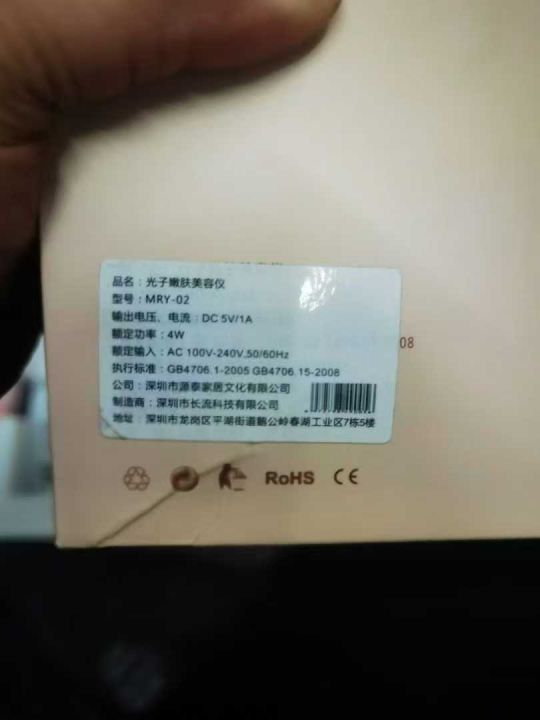 品名：光子嫩肤美容仪
型号：MRY-02
输出电压、电流：DC 5V/1A
额定功率：4W
额定输入：AC 100V-240V,50/60Hz
执行标准：GB4706.1-2005 GB4706.15-2008
公司：深圳市源泰家居文化有限公司
制造商：深圳市长流科技有限公司
地址：深圳市龙岗区平湖街道鹅公岭春湖工业区7栋5楼
08
RoHS CE